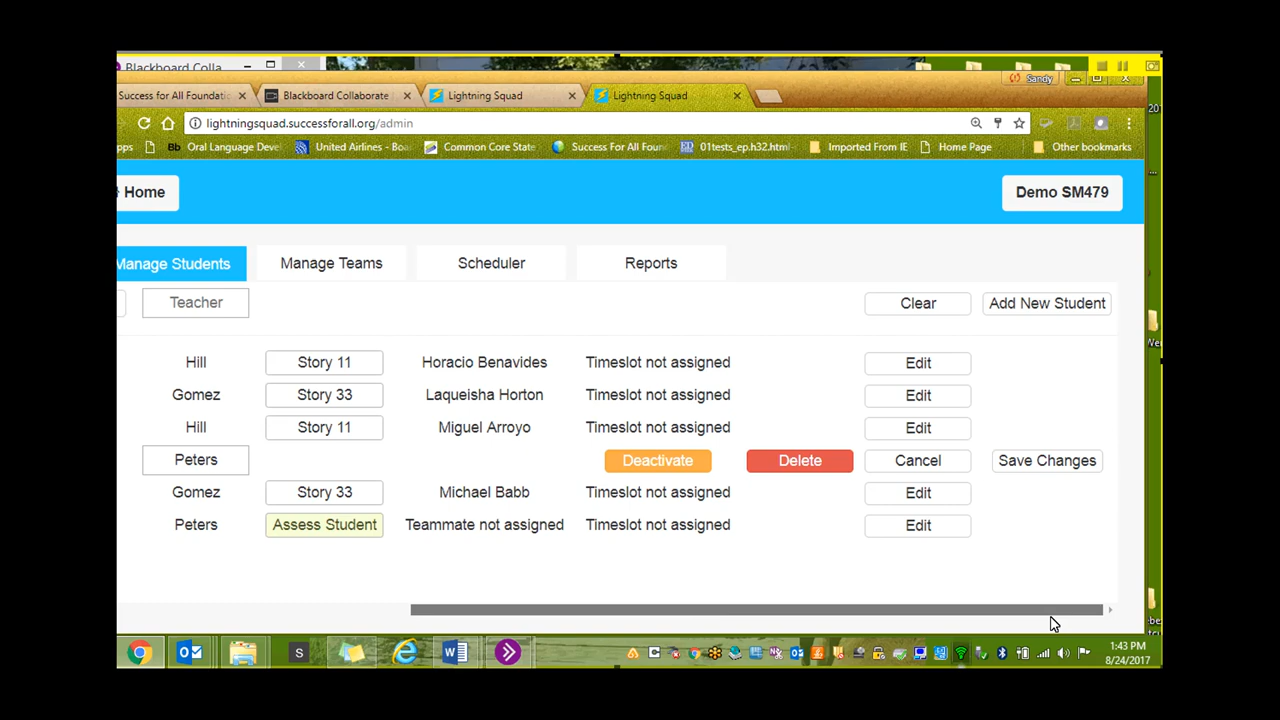 Blackboard Colla
Sandy
Success for All Foundati
Blackboard Collaborate
Lightning Squad
Lightning Squad
lightningsquad.successforall.org/admin
pps
Bb Oral Language Deve
United Airlines - Boa
Common Core State
Success For All Foun
01tests_ep.h32.html
Imported From IE
Home Page
Other bookmarks
Home
Demo SM479
Manage Students
Manage Teams
Scheduler
Reports
Teacher
Clear
Add New Student
Hill Story 11 Horacio Benavides Timeslot not assigned Edit
Gomez Story 33 Laqueisha Horton Timeslot not assigned Edit
Hill Story 11 Miguel Arroyo Timeslot not assigned Edit
Peters Deactivate Delete Cancel Save Changes
Gomez Story 33 Michael Babb Timeslot not assigned Edit
Peters Assess Student Teammate not assigned Timeslot not assigned Edit
1:43 PM
8/24/2017